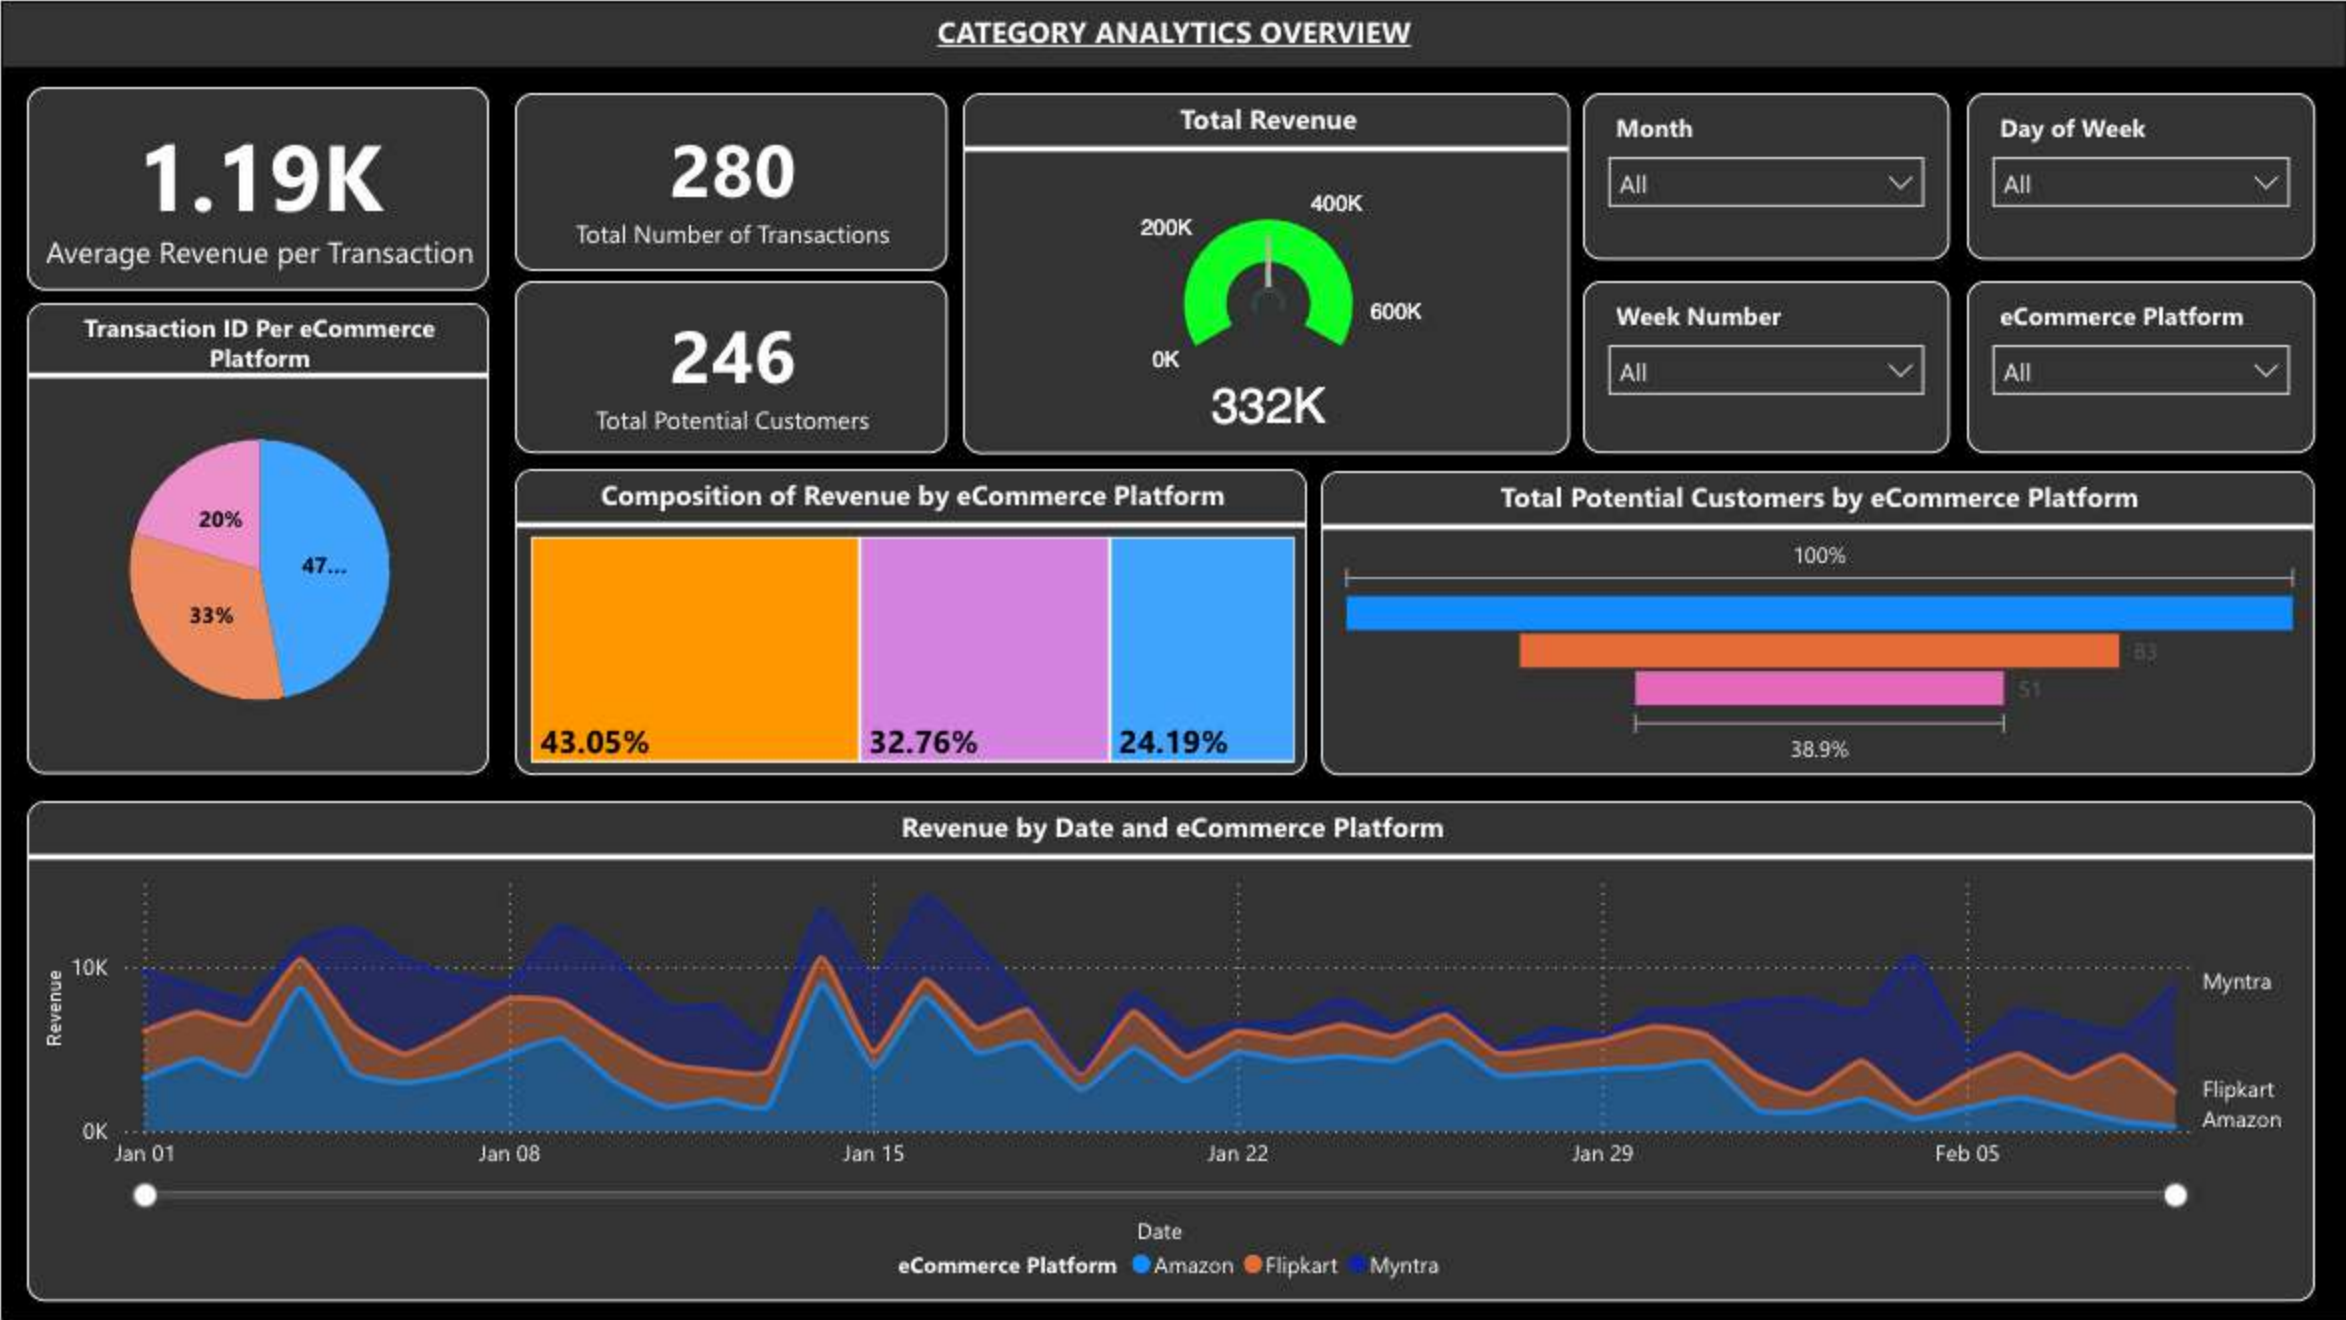 CATEGORY ANALYTICS OVERVIEW
1.19K
Average Revenue per Transaction
280
Total Number of Transactions
246
Total Potential Customers
Total Revenue
0K
200K
400K
600K
332K
Month
All
Day of Week
All
Week Number
All
eCommerce Platform
All
Transaction ID Per eCommerce
Platform
20%
47...
33%
Composition of Revenue by eCommerce Platform
43.05%
32.76%
24.19%
Total Potential Customers by eCommerce Platform
100%
83
51
38.9%
Revenue by Date and eCommerce Platform
Revenue
10K
0K
Myntra
Flipkart
Amazon
Jan 01
Jan 08
Jan 15
Jan 22
Jan 29
Feb 05
Date
eCommerce Platform Amazon Flipkart Myntra